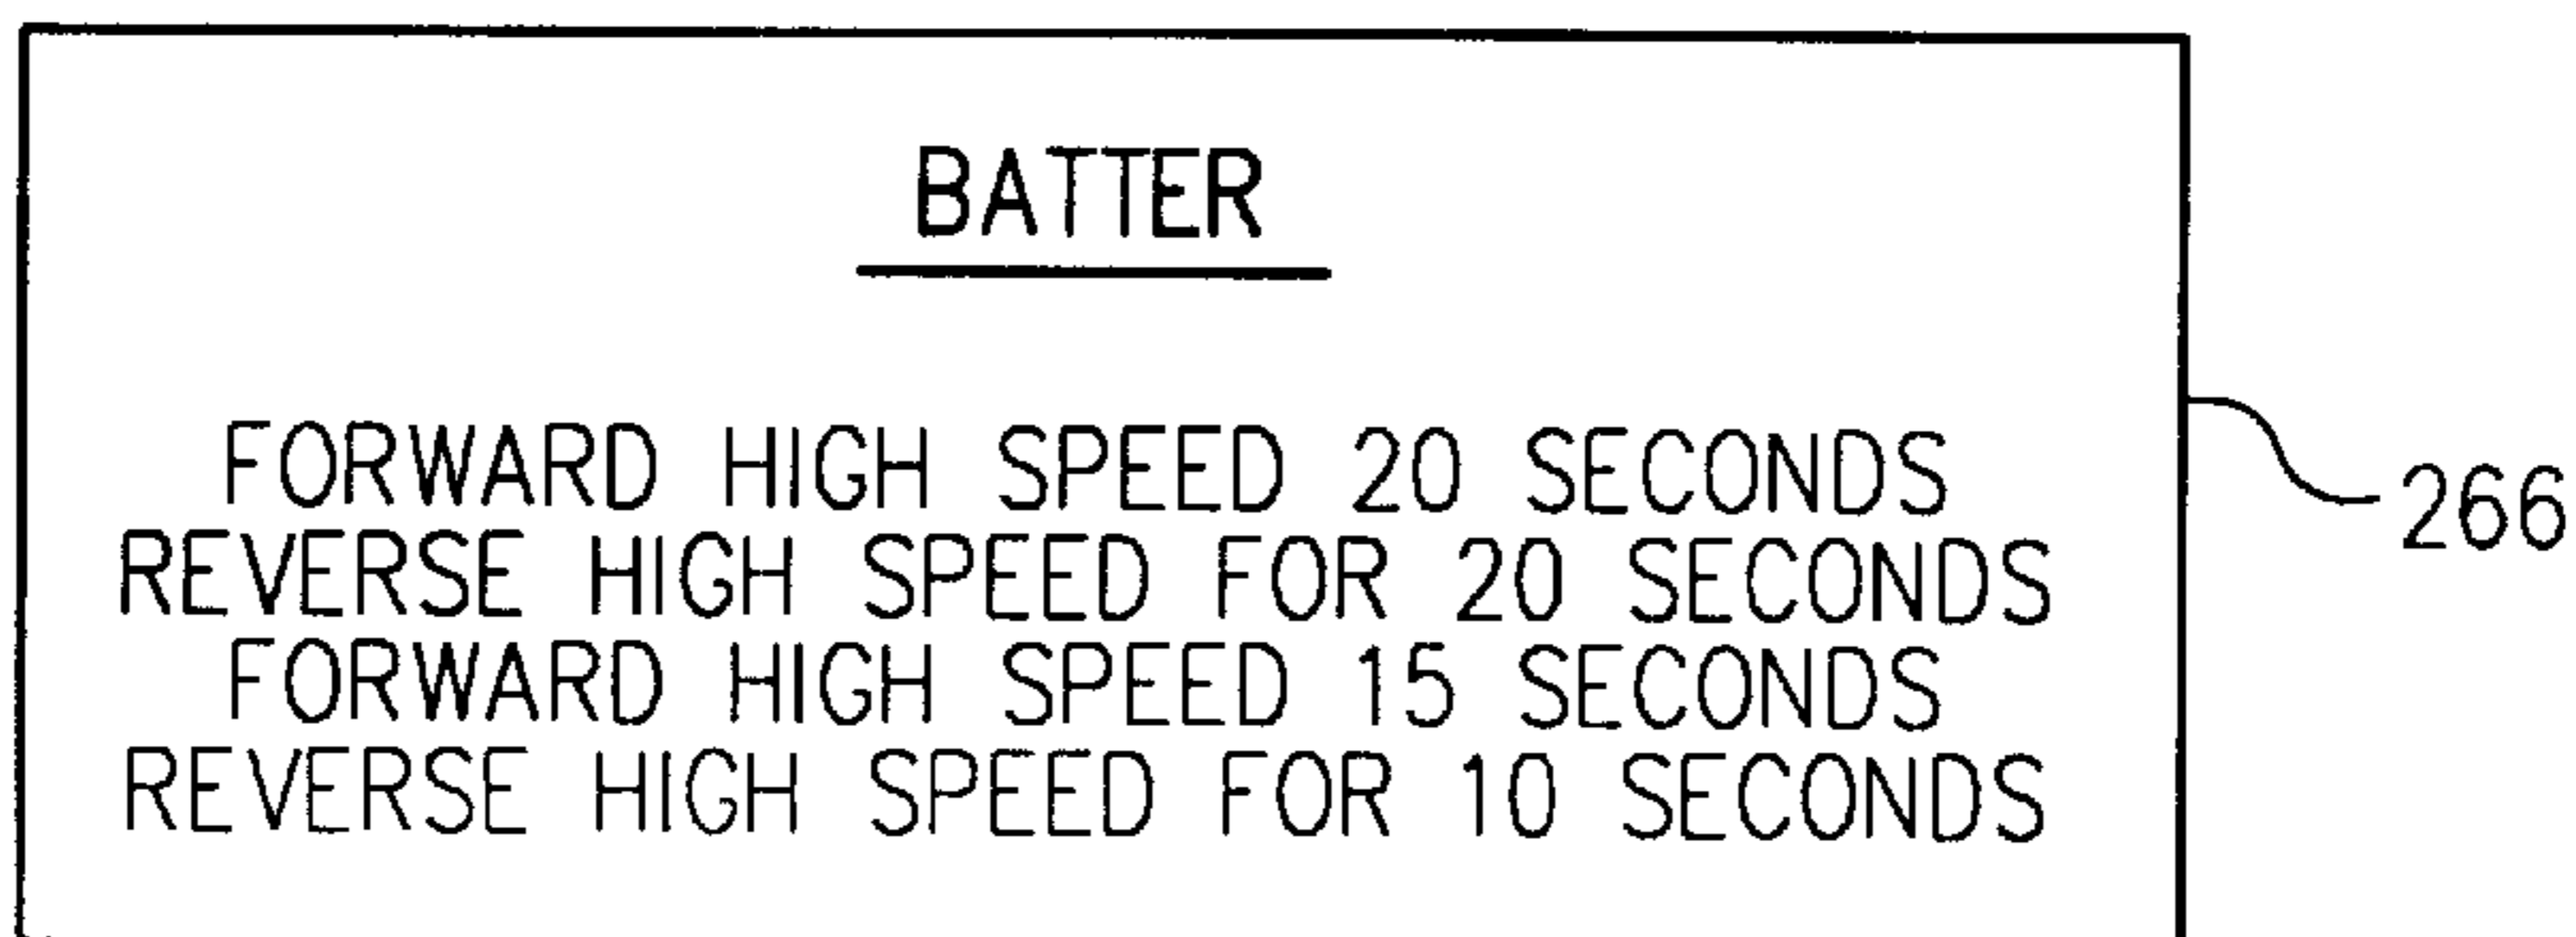 BATTER
FORWARD HIGH SPEED 20 SECONDS
REVERSE HIGH SPEED FOR 20 SECONDS
FORWARD HIGH SPEED 15 SECONDS
REVERSE HIGH SPEED FOR 10 SECONDS
266